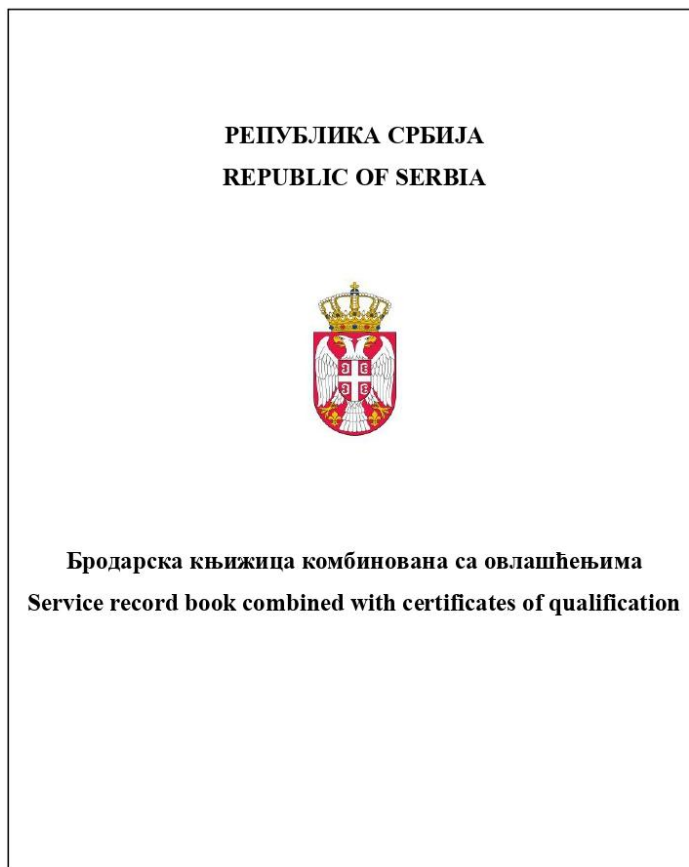 РЕПУБЛИКА СРБИЈА
REPUBLIC OF SERBIA
Бродарска књижица комбинована са овлашћењима
Service record book combined with certificates of qualification